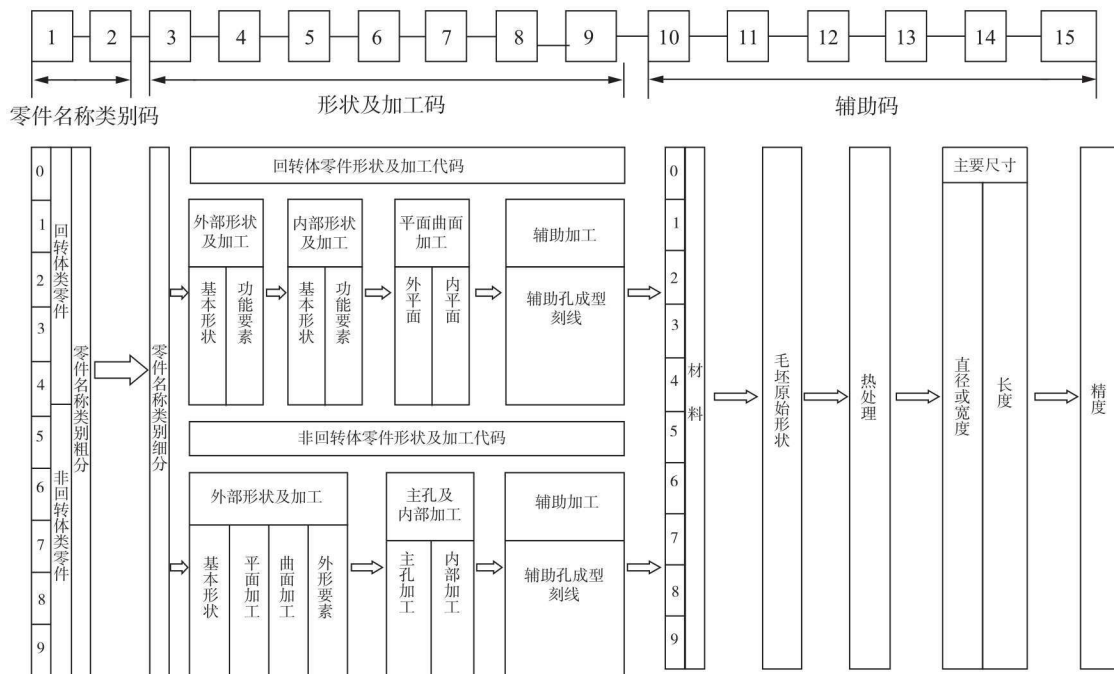 1 2 3 4 5 6 7 8 9 10 11 12 13 14 15
零件名称类别码 形状及加工码 辅助码
0
1
2
3
4
5
6
7
8
9
回转体类零件
非回转体类零件
零件名称类别粗分
零件名称类别细分
回转体零件形状及加工代码
外部形状
及加工
基本形状
功能要素
内部形状
及加工
基本形状
功能要素
平面曲面
加工
外平面
内平面
辅助加工
辅助孔成型
刻线
非回转体零件形状及加工代码
外部形状及加工
基本形状
平面加工
曲面加工
外形要素
主孔及
内部加工
主孔加工
内部加工
辅助加工
辅助孔成型
刻线
0
1
2
3
4
5
6
7
8
9
材料
毛坯原始形状
热处理
主要尺寸
直径或宽度
长度
精度